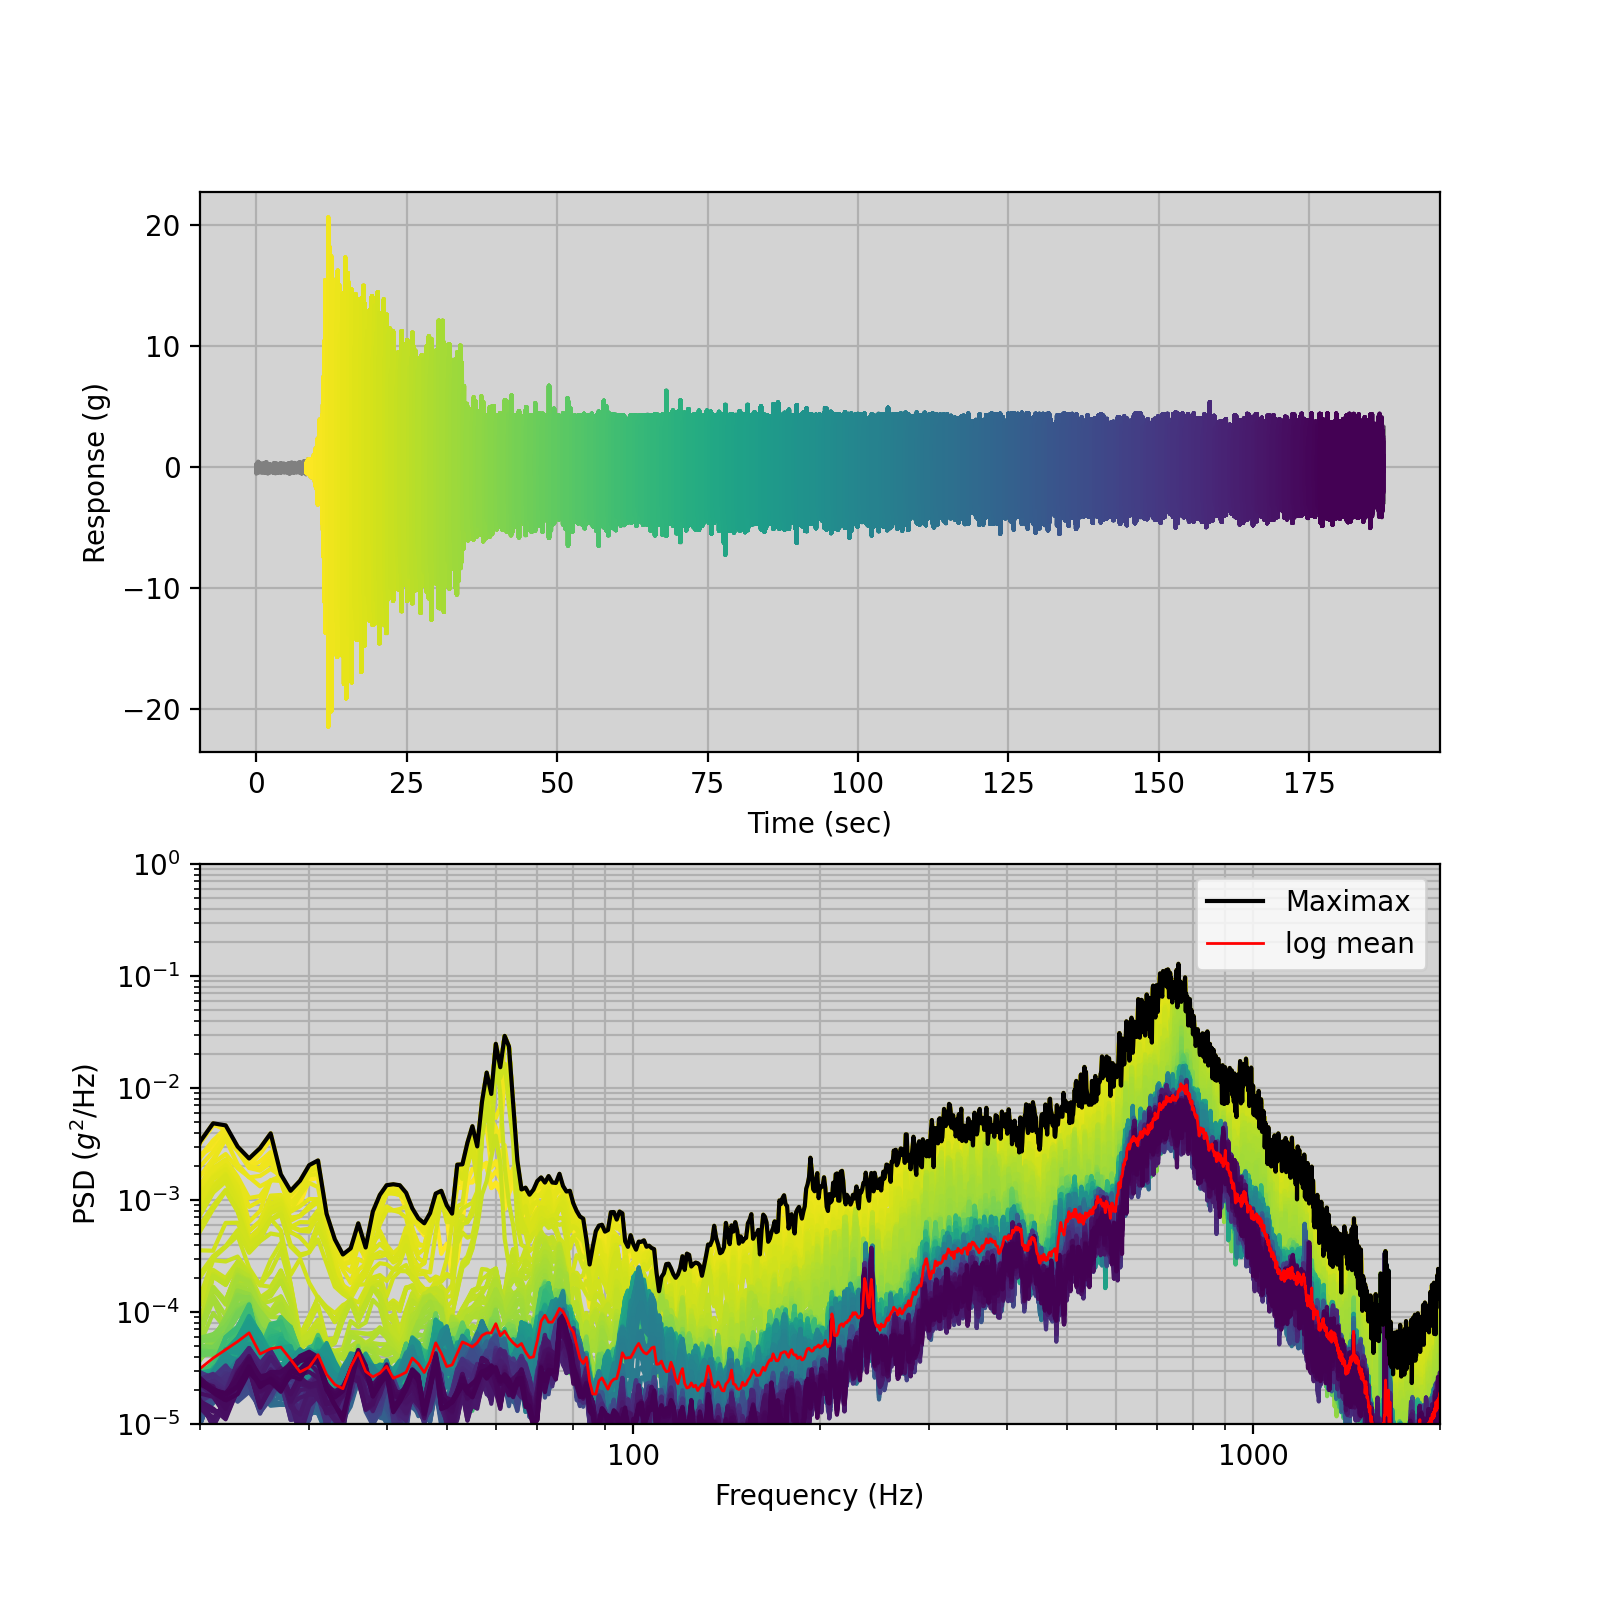 20
10
0
−10
−20
Response (g)
0 25 50 75 100 125 150 175
Time (sec)
10⁰
10⁻¹
10⁻²
10⁻³
10⁻⁴
10⁻⁵
PSD (g²/Hz)
Maximax
log mean
100 1000
Frequency (Hz)